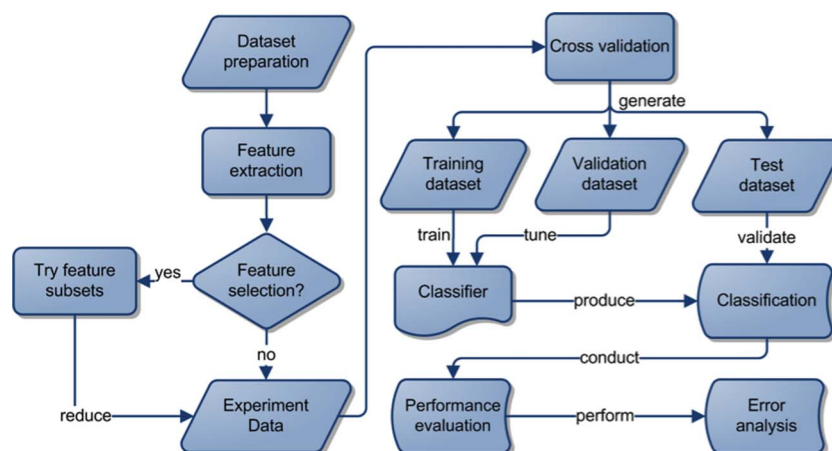 Dataset
preparation
Feature
extraction
Feature
selection?
yes
Try feature
subsets
no
reduce
Experiment
Data
Cross validation
generate
Training
dataset
Validation
dataset
Test
dataset
train
tune
validate
Classifier
produce
Classification
conduct
Performance
evaluation
perform
Error
analysis